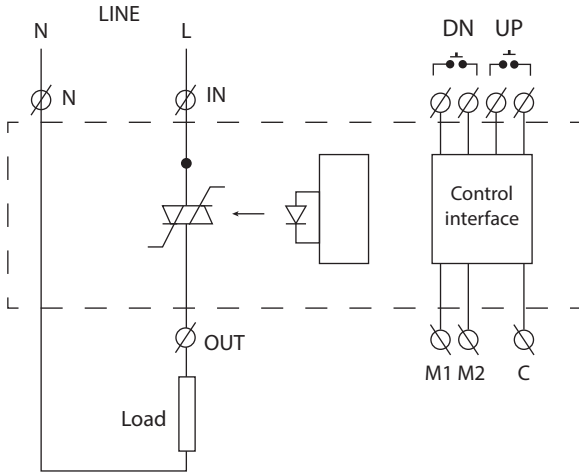 LINE
N L
DN UP
N IN
Control
interface
OUT
M1 M2 C
Load